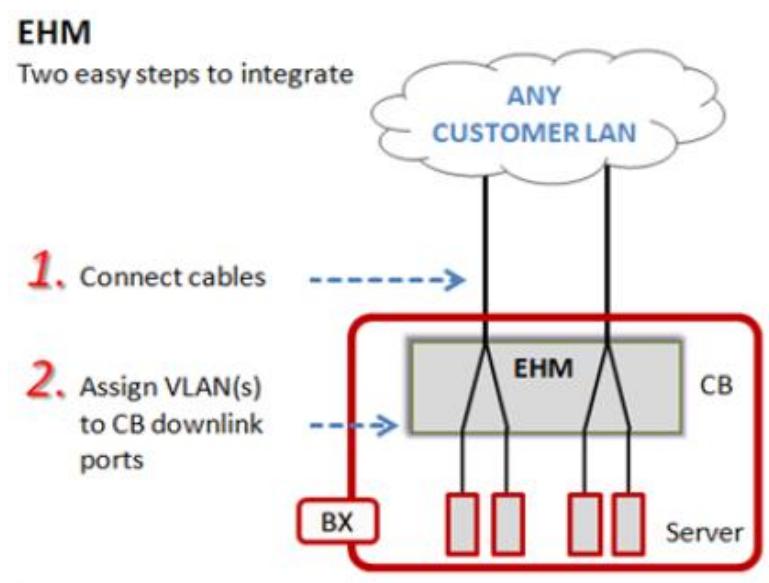 EHM
Two easy steps to integrate
ANY
CUSTOMER LAN
1. Connect cables
EHM
CB
2. Assign VLAN(s)
to CB downlink
ports
BX
Server